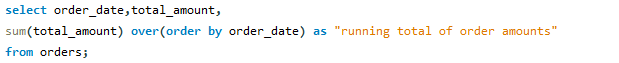 select order_date,total_amount,
sum(total_amount) over(order by order_date) as "running total of order amounts"
from orders;